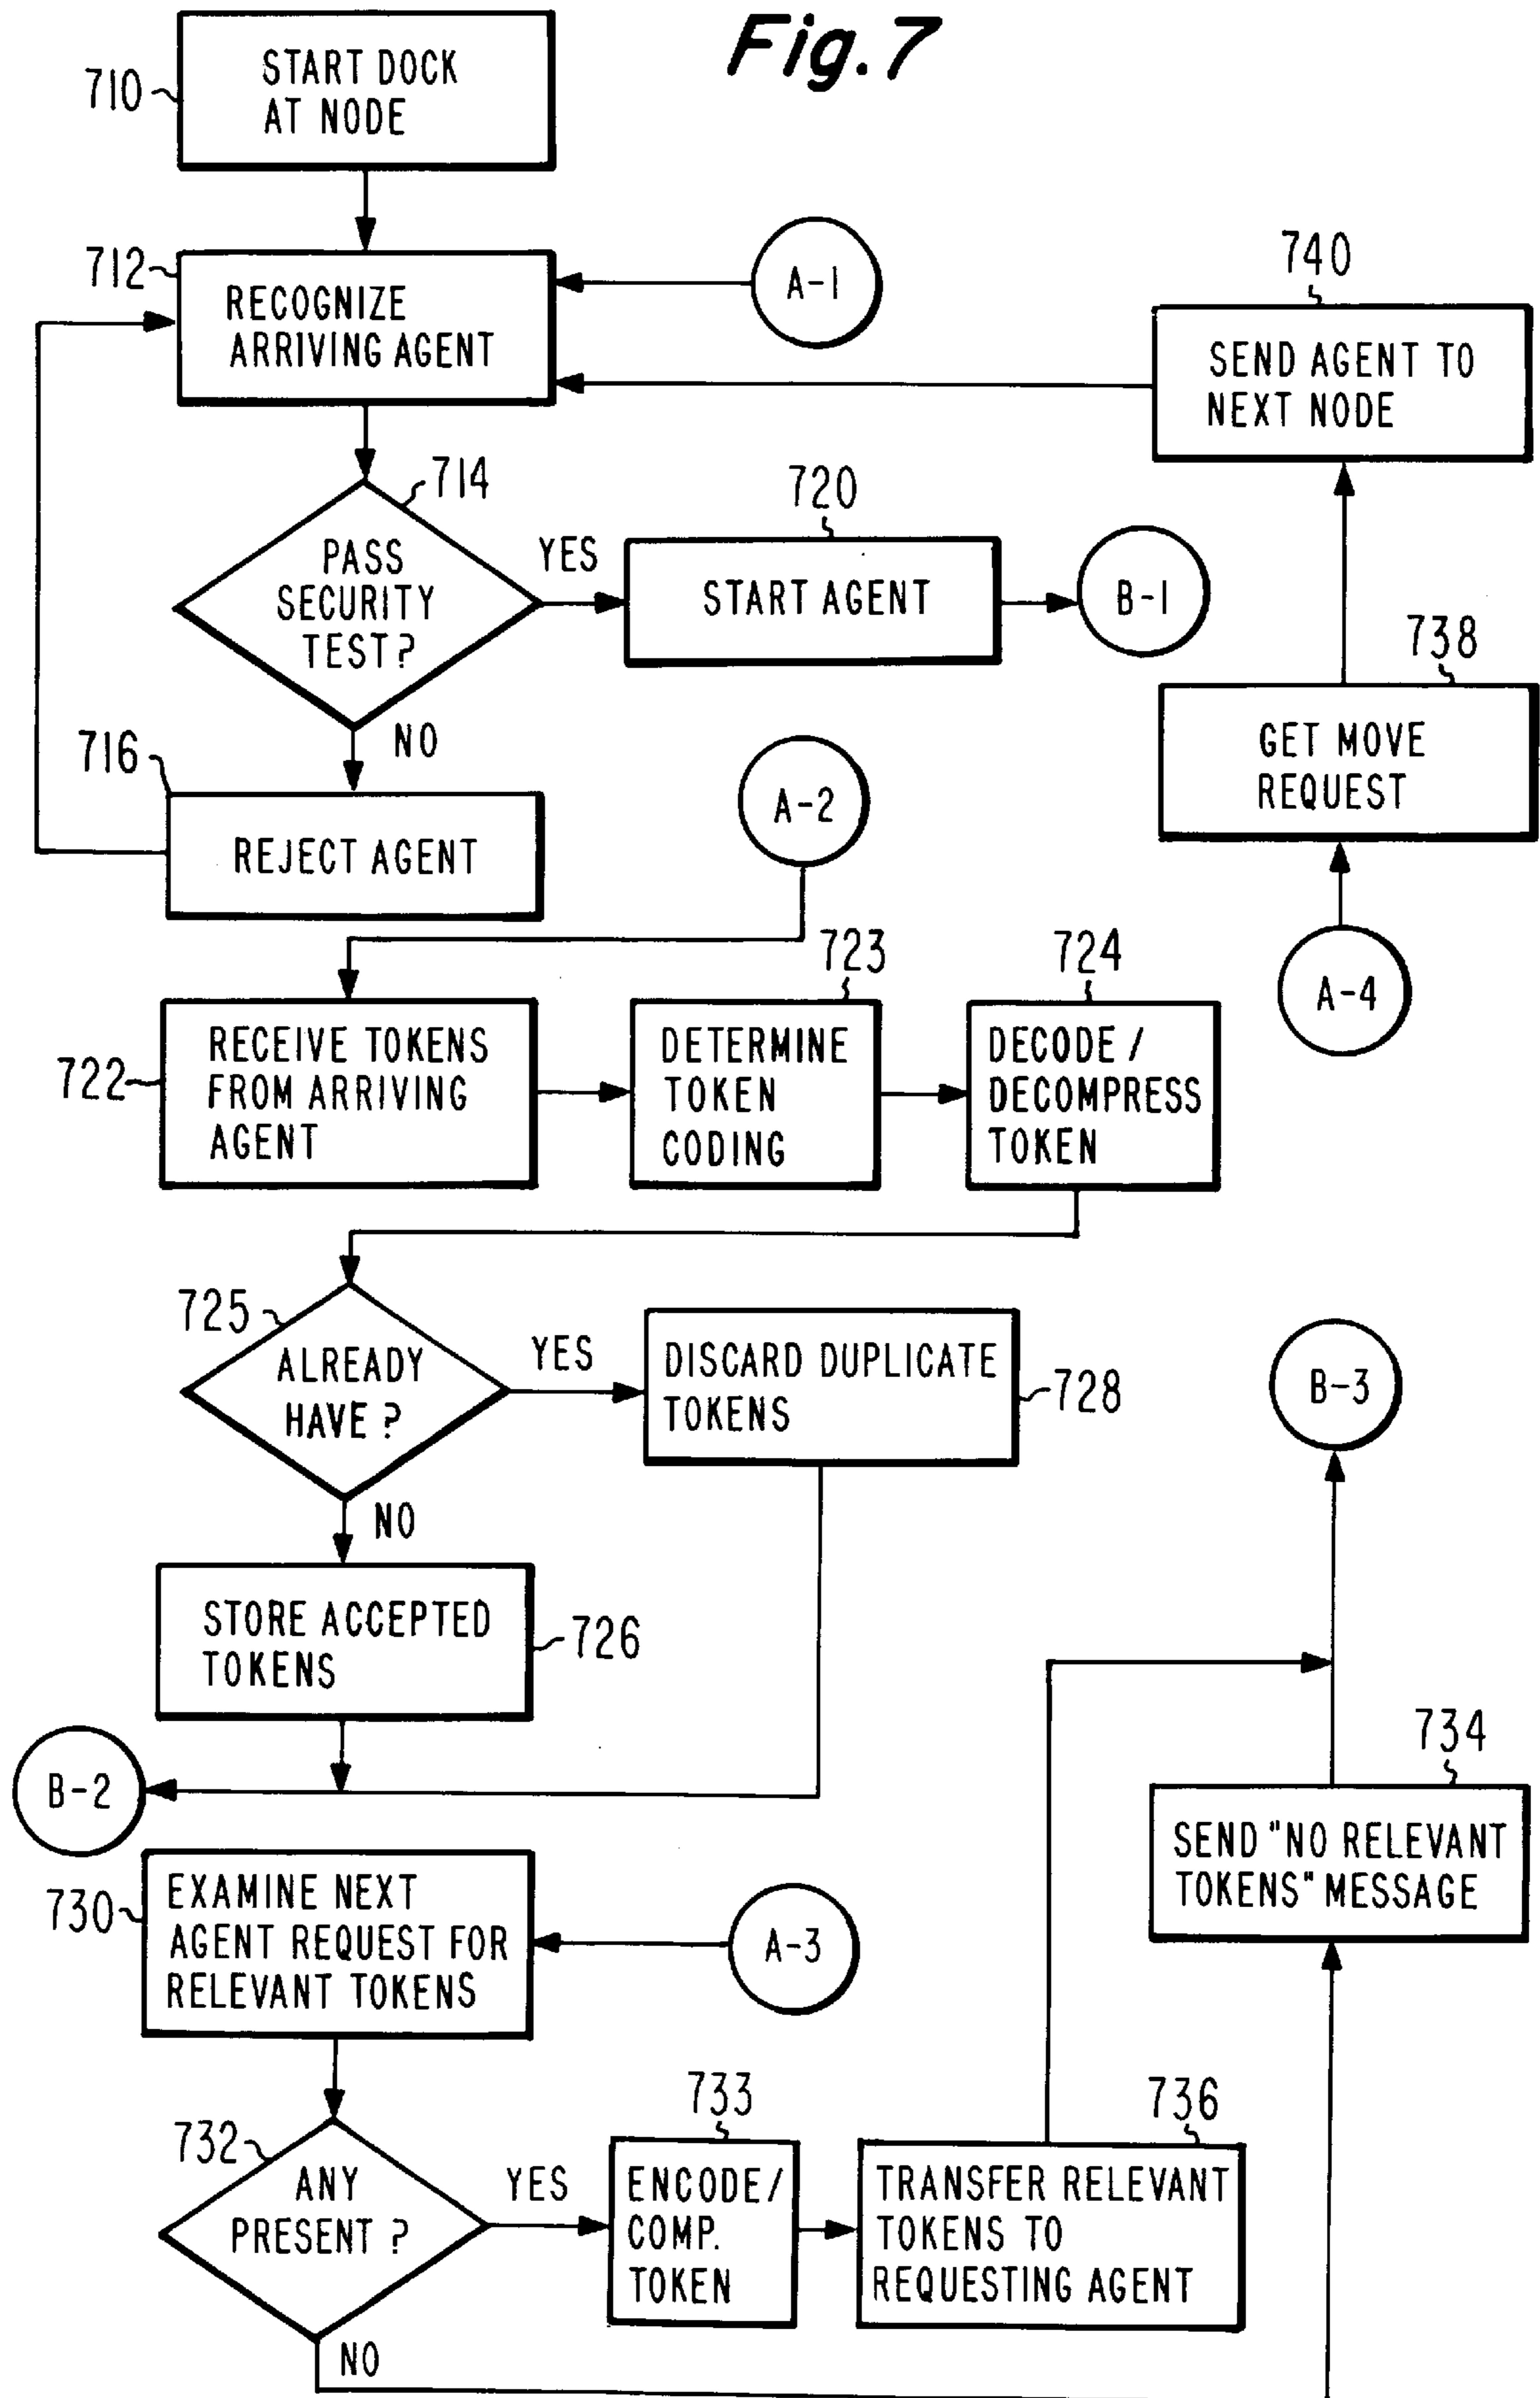 Fig. 7
710
START DOCK
AT NODE
712
RECOGNIZE
ARRIVING AGENT
A-1
740
SEND AGENT TO
NEXT NODE
714
PASS
SECURITY
TEST?
YES
720
START AGENT
B-1
738
GET MOVE
REQUEST
NO
716
REJECT AGENT
A-2
A-4
722
RECEIVE TOKENS
FROM ARRIVING
AGENT
723
DETERMINE
TOKEN
CODING
724
DECODE /
DECOMPRESS
TOKEN
725
ALREADY
HAVE ?
YES
DISCARD DUPLICATE
TOKENS
728
B-3
NO
STORE ACCEPTED
TOKENS
726
B-2
734
SEND "NO RELEVANT
TOKENS" MESSAGE
730
EXAMINE NEXT
AGENT REQUEST FOR
RELEVANT TOKENS
A-3
732
ANY
PRESENT ?
YES
733
ENCODE/
COMP.
TOKEN
736
TRANSFER RELEVANT
TOKENS TO
REQUESTING AGENT
NO